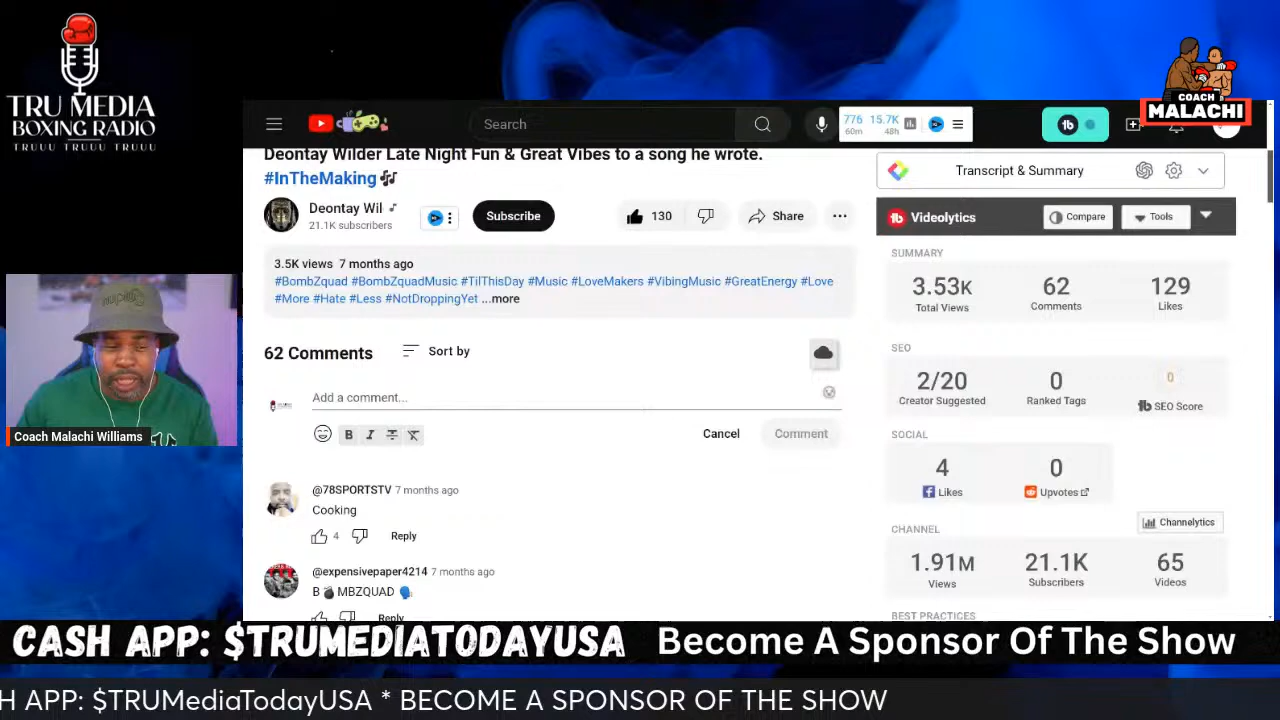 TRU MEDIA
BOXING RADIO
TRUUU TRUUU TRUUU
COACH
MALACHI
Search
776 15.7K
60m 48h
Deontay Wilder Late Night Fun & Great Vibes to a song he wrote.
#InTheMaking
Deontay Wil
21.1K subscribers
Subscribe
130
Share
3.5K views 7 months ago
#BombZquad #BombZquadMusic #TilThisDay #Music #LoveMakers #VibingMusic #GreatEnergy #Love
#More #Hate #Less #NotDroppingYet ...more
62 Comments
Sort by
Add a comment...
B I
Cancel
Comment
@78SPORTSTV 7 months ago
Cooking
4
Reply
@expensivepaper4214 7 months ago
B💣MBZQUAD 🗣
Reply
Transcript & Summary
Videolytics
Compare
Tools
SUMMARY
3.53K 62 129
Total Views Comments Likes
SEO
2/20 0 0
Creator Suggested Ranked Tags SEO Score
SOCIAL
4 0
Likes Upvotes
CHANNEL
Channelytics
1.91M 21.1K 65
Views Subscribers Videos
BEST PRACTICES
Coach Malachi Williams
CASH APP: $TRUMEDIATODAYUSA Become A Sponsor Of The Show
H APP: $TRUMediaTodayUSA * BECOME A SPONSOR OF THE SHOW